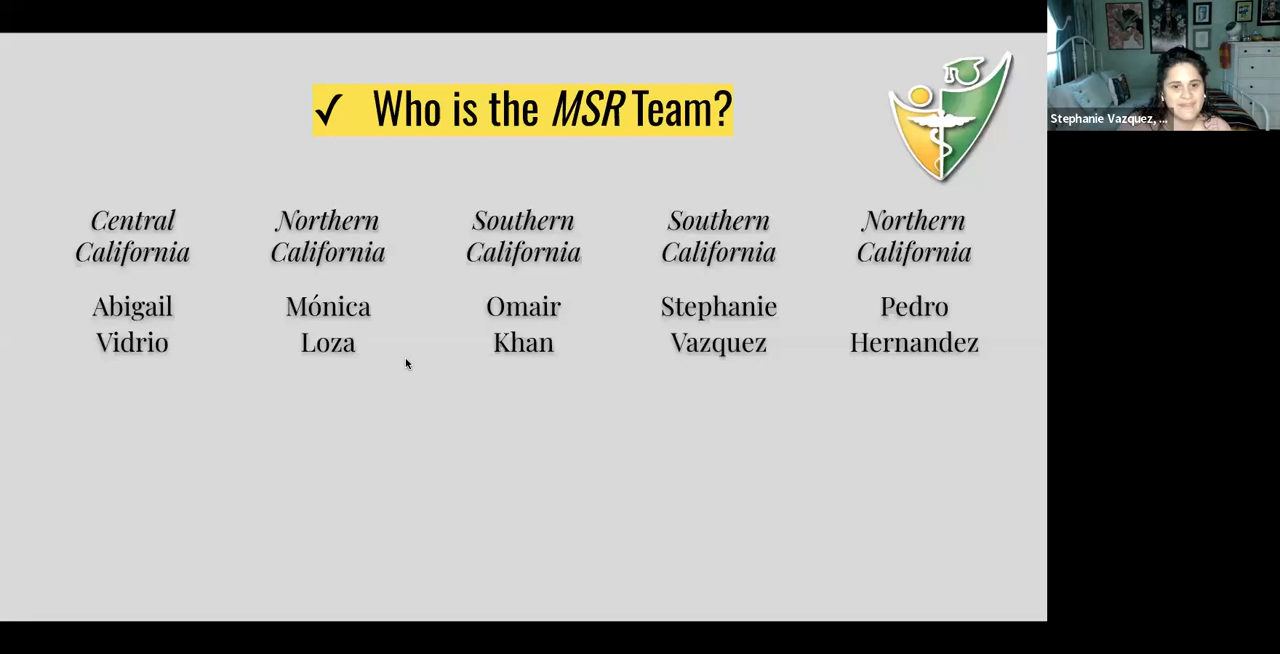 ✓ Who is the MSR Team?
Stephanie Vazquez, ...
Central
California
Northern
California
Southern
California
Southern
California
Northern
California
Abigail
Vidrio
Mónica
Loza
Omair
Khan
Stephanie
Vazquez
Pedro
Hernandez